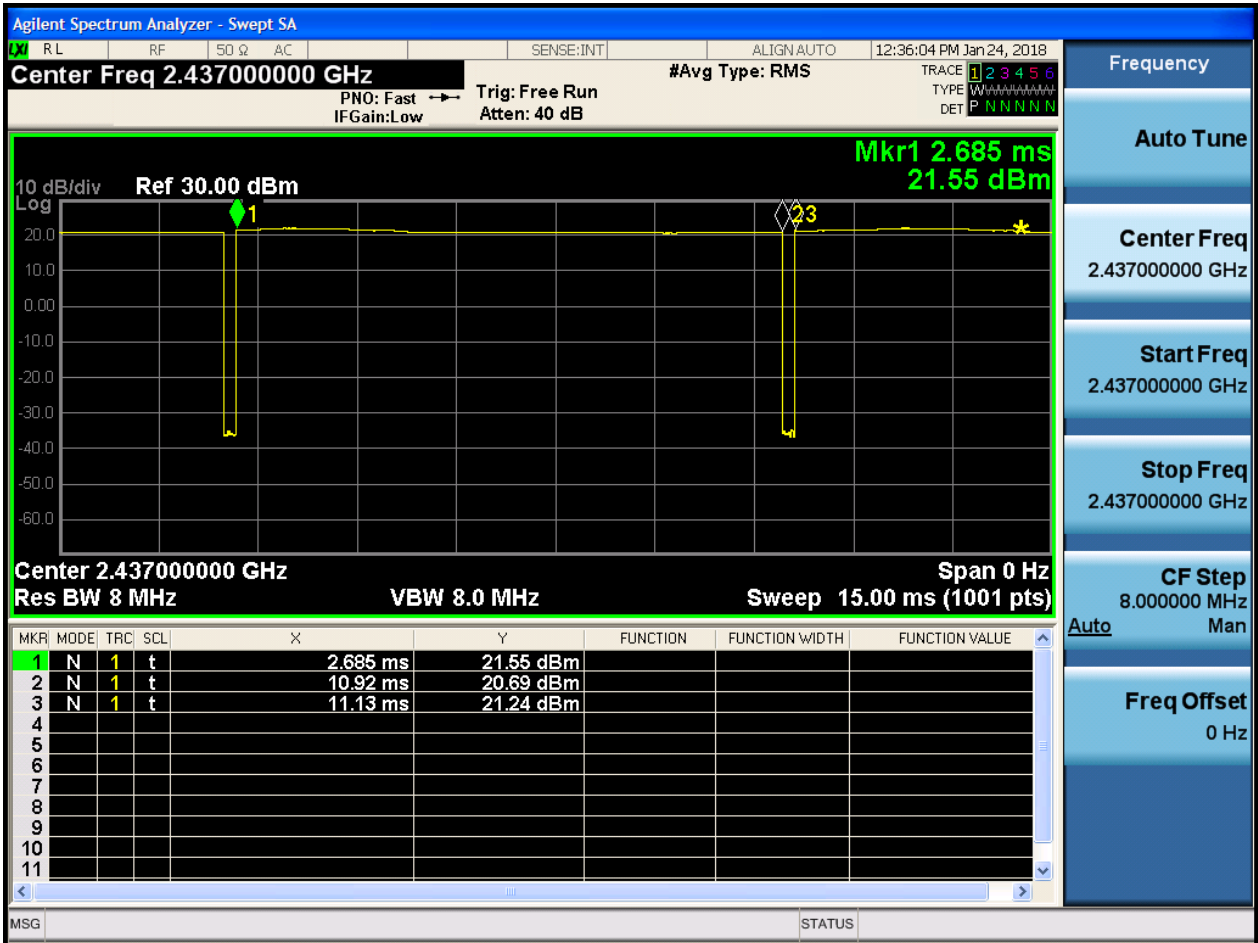 Agilent Spectrum Analyzer - Swept SA
LXI RL RF 50 Ω AC SENSE:INT ALIGN AUTO 12:36:04 PM Jan 24, 2018
Center Freq 2.437000000 GHz
PNO: Fast
IFGain:Low
Trig: Free Run
Atten: 40 dB
#Avg Type: RMS
TRACE 1 2 3 4 5 6
TYPE W
DET P N N N N N
Mkr1 2.685 ms
21.55 dBm
10 dB/div Ref 30.00 dBm
Log
1
2 3
20.0
10.0
0.00
-10.0
-20.0
-30.0
-40.0
-50.0
-60.0
Center 2.437000000 GHz Span 0 Hz
Res BW 8 MHz VBW 8.0 MHz Sweep 15.00 ms (1001 pts)
MKR MODE TRC SCL X Y FUNCTION FUNCTION WIDTH FUNCTION VALUE
1 N 1 t 2.685 ms 21.55 dBm
2 N 1 t 10.92 ms 20.69 dBm
3 N 1 t 11.13 ms 21.24 dBm
4
5
6
7
8
9
10
11
MSG STATUS
Frequency
Auto Tune
Center Freq
2.437000000 GHz
Start Freq
2.437000000 GHz
Stop Freq
2.437000000 GHz
CF Step
8.000000 MHz
Auto Man
Freq Offset
0 Hz